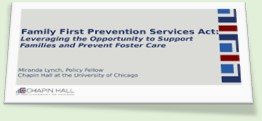 Family First Prevention Services Act:
Leveraging the Opportunity to Support
Families and Prevent Foster Care
Miranda Lynch, Policy Fellow
Chapin Hall at the University of Chicago
CHAPIN HALL